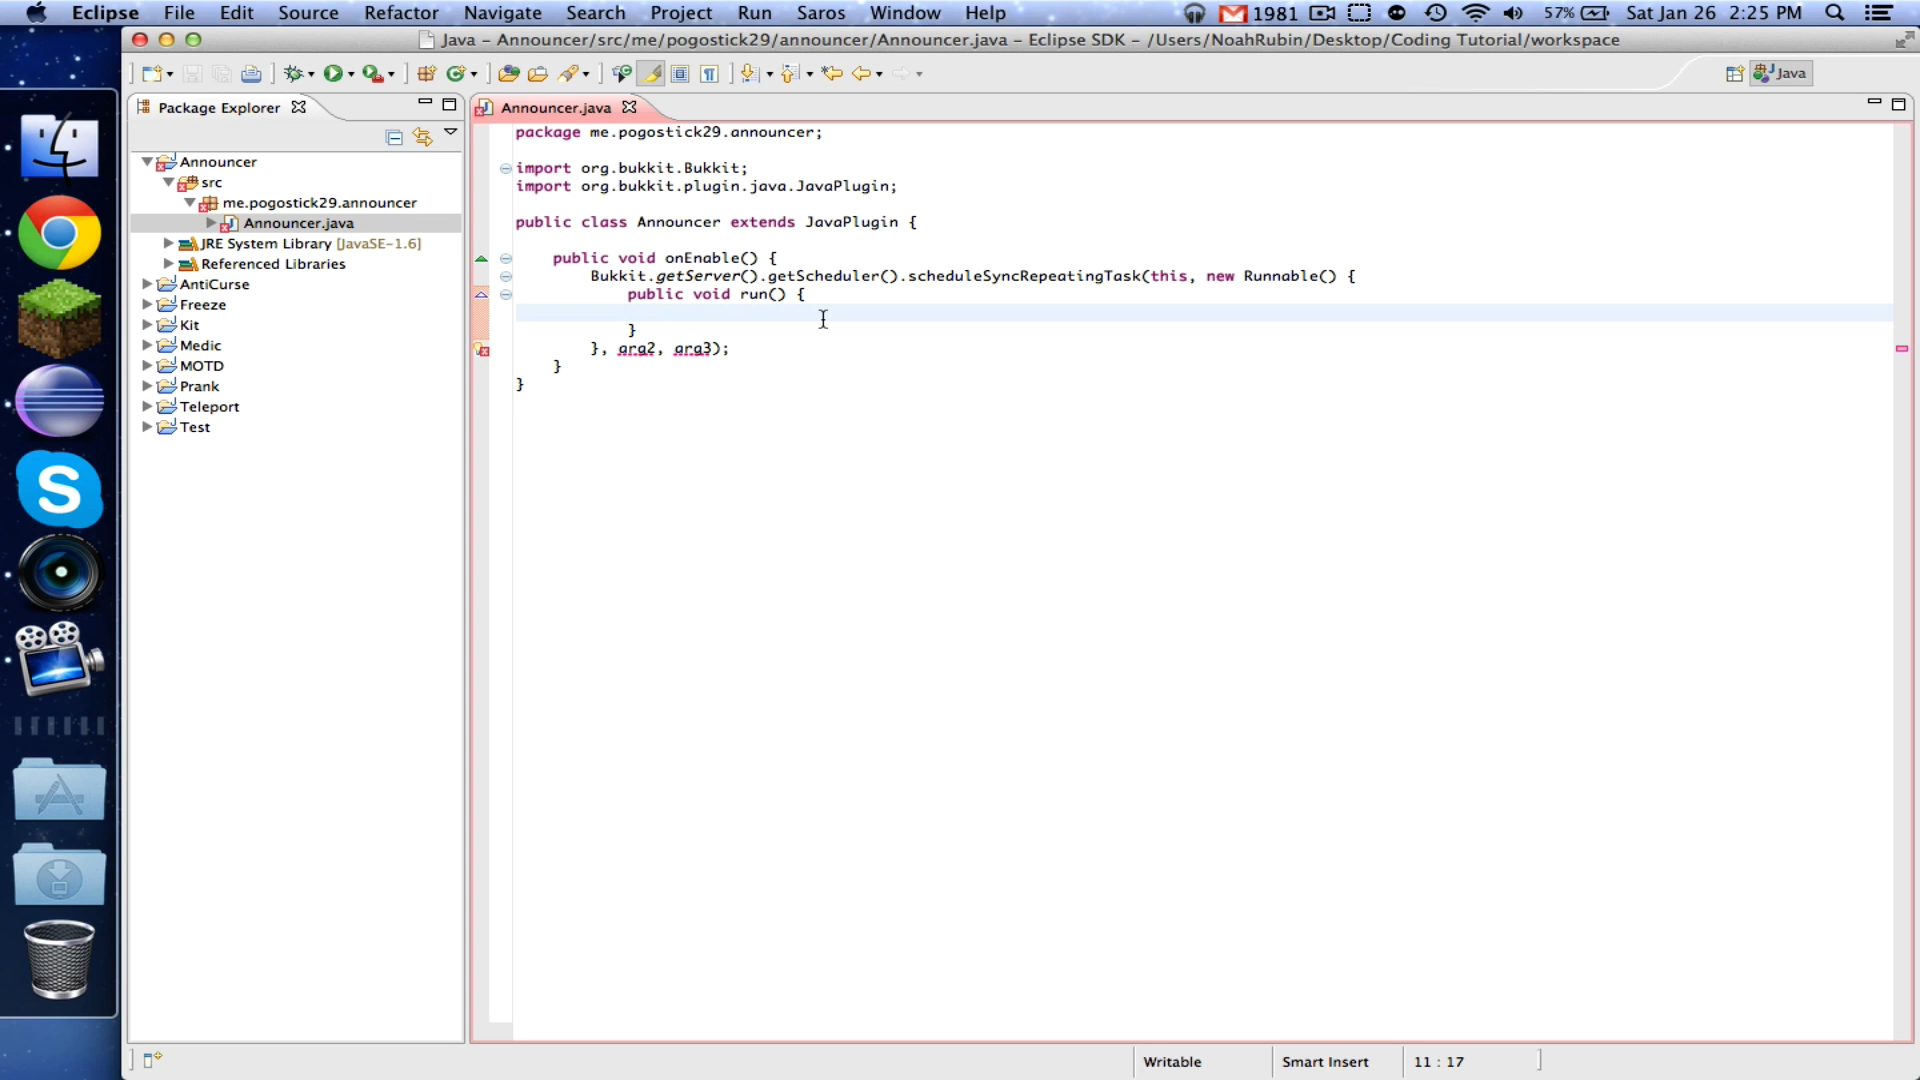 Eclipse File Edit Source Refactor Navigate Search Project Run Saros Window Help 1981 57% Sat Jan 26 2:25 PM
Java – Announcer/src/me/pogostick29/announcer/Announcer.java – Eclipse SDK – /Users/NoahRubin/Desktop/Coding Tutorial/workspace
Java
Package Explorer
Announcer
src
me.pogostick29.announcer
Announcer.java
JRE System Library [JavaSE-1.6]
Referenced Libraries
AntiCurse
Freeze
Kit
Medic
MOTD
Prank
Teleport
Test
Announcer.java
package me.pogostick29.announcer;
import org.bukkit.Bukkit;
import org.bukkit.plugin.java.JavaPlugin;
public class Announcer extends JavaPlugin {
public void onEnable() {
Bukkit.getServer().getScheduler().scheduleSyncRepeatingTask(this, new Runnable() {
public void run() {
}
}, arg2, arg3);
}
}
Writable Smart Insert 11 : 17